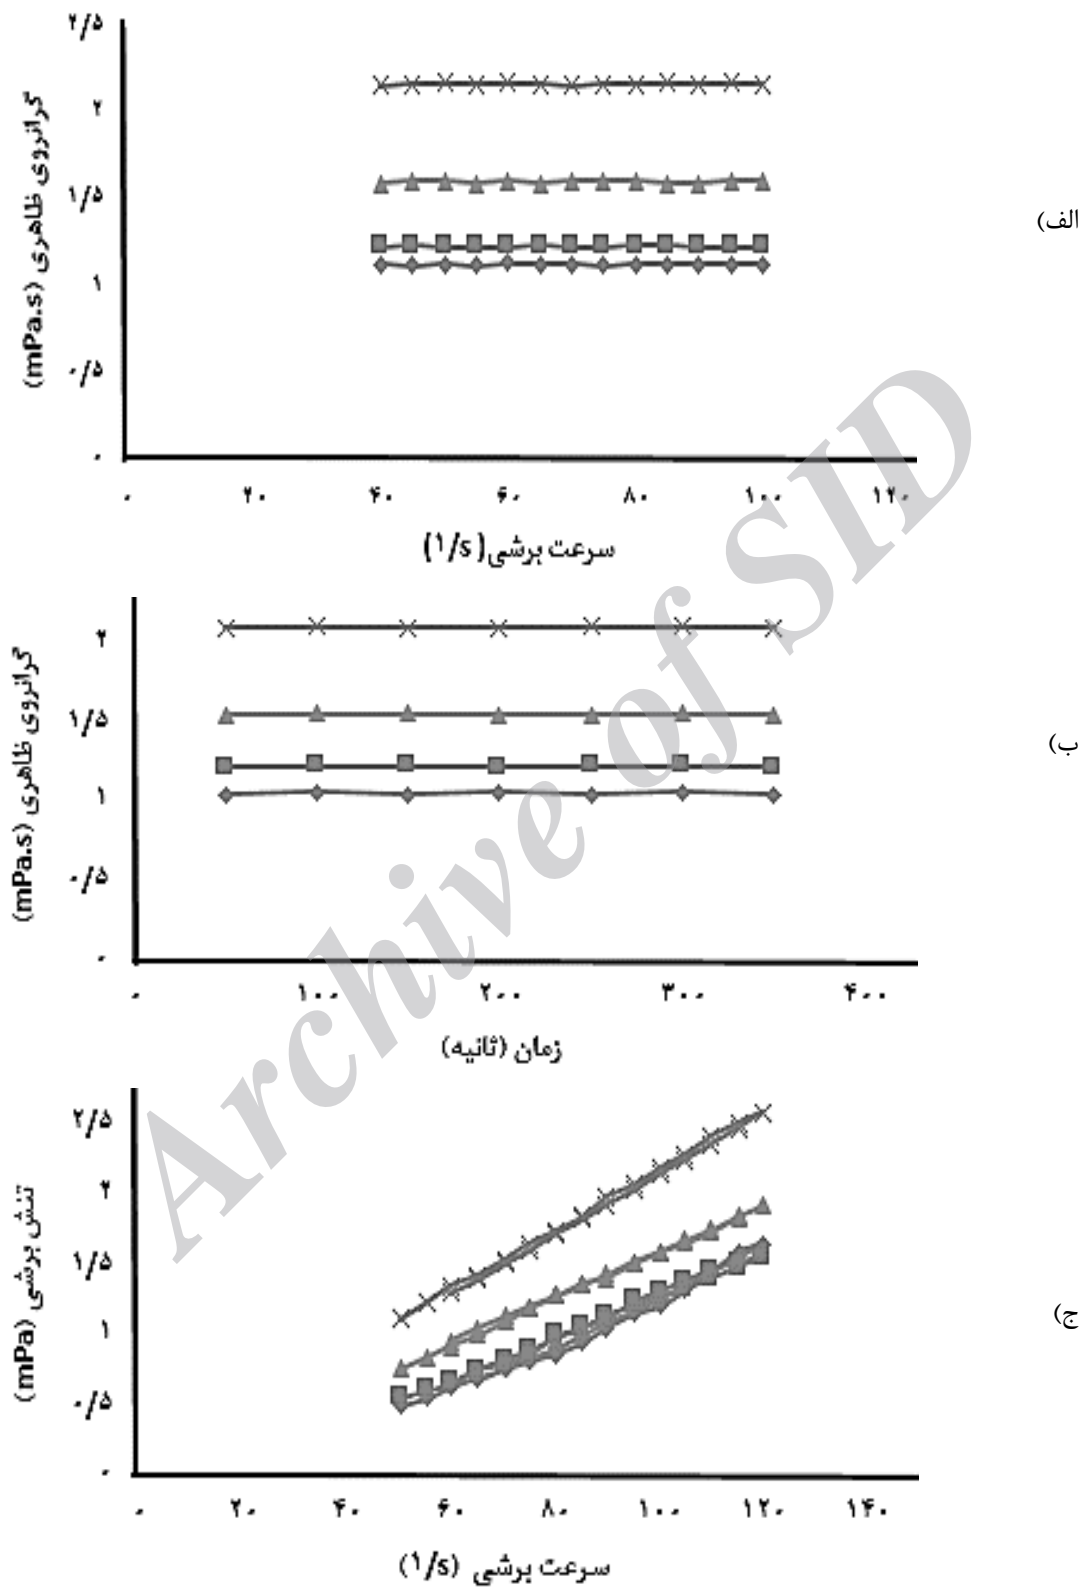 ۲/۵
۲
۱/۵
۱
۰/۵
۰
گرانروی ظاهری (mPa.s)
الف)
۰ ۲۰ ۴۰ ۶۰ ۸۰ ۱۰۰ ۱۲۰
سرعت برشی(۱/s)
۲
۱/۵
۱
۰/۵
۰
گرانروی ظاهری (mPa.s)
ب)
۰ ۱۰۰ ۲۰۰ ۳۰۰ ۴۰۰
زمان (ثانیه)
۲/۵
۲
۱/۵
۱
۰/۵
۰
تنش برشی (mPa)
ج)
۰ ۲۰ ۴۰ ۶۰ ۸۰ ۱۰۰ ۱۲۰ ۱۴۰
سرعت برشی (۱/s)
Archive of SID